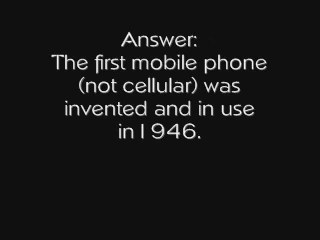 Answer:
The first mobile phone
(not cellular) was
invented and in use
in 1946.